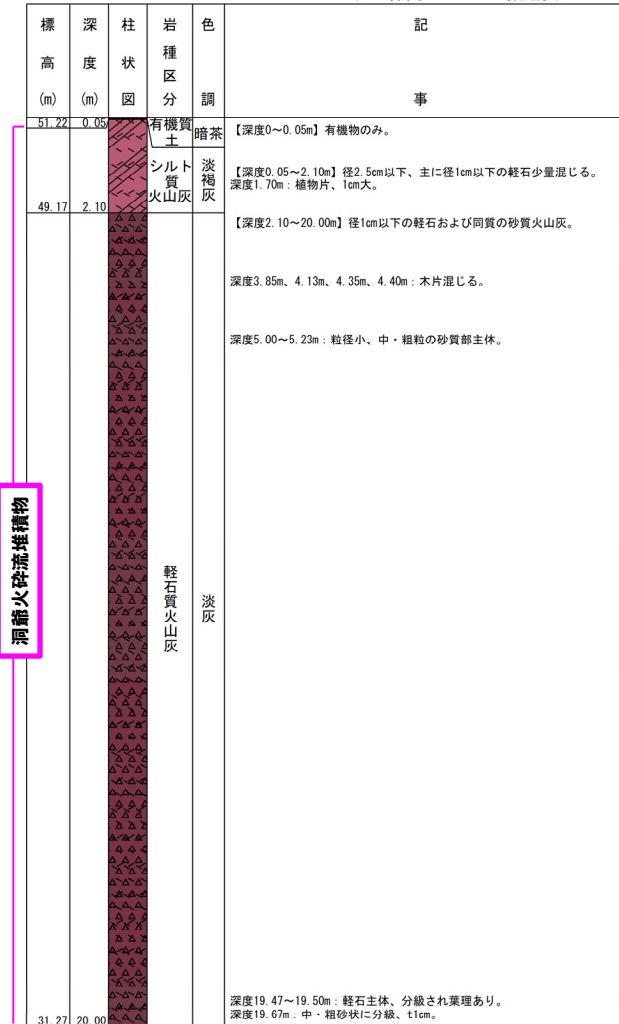 標高(m) 深度(m) 柱状図 岩種区分 色調 記事
51.22 0.05 有機質土 暗茶 【深度0～0.05m】有機物のみ。
シルト質火山灰 淡褐灰 【深度0.05～2.10m】径2.5cm以下、主に径1cm以下の軽石少量混じる。
深度1.70m：植物片、1cm大。
49.17 2.10
【深度2.10～20.00m】径1cm以下の軽石および同質の砂質火山灰。
深度3.85m、4.13m、4.35m、4.40m：木片混じる。
深度5.00～5.23m：粒径小、中・粗粒の砂質部主体。
洞爺火砕流堆積物
軽石質火山灰 淡灰
深度19.47～19.50m：軽石主体、分級され葉理あり。
深度19.67m：中・粗砂状に分級、t1cm。
31.27 20.00